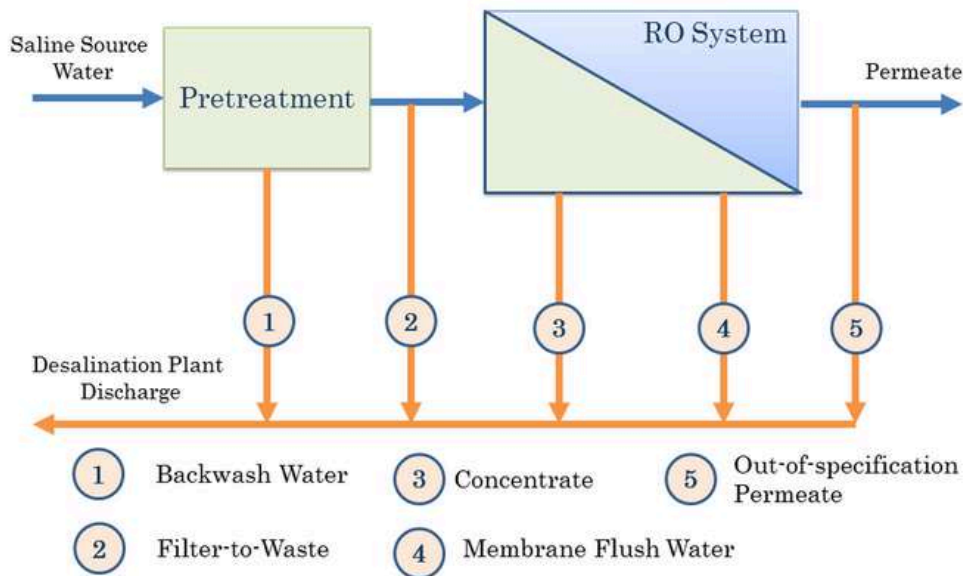 Saline Source
Water
Pretreatment
RO System
Permeate
1
2
3
4
5
Desalination Plant
Discharge
1 Backwash Water
3 Concentrate
5 Out-of-specification
Permeate
2 Filter-to-Waste
4 Membrane Flush Water